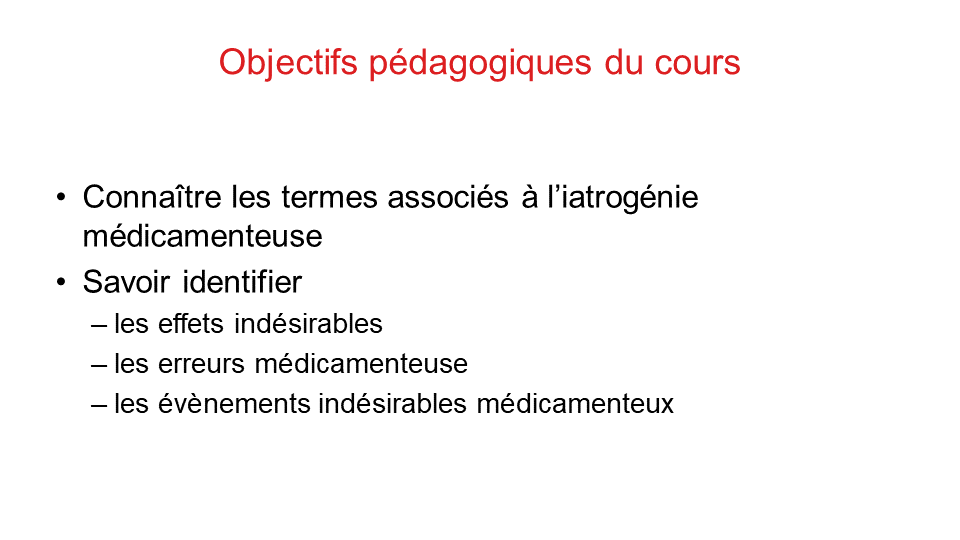 Objectifs pédagogiques du cours
• Connaître les termes associés à l’iatrogénie
médicamenteuse
• Savoir identifier
– les effets indésirables
– les erreurs médicamenteuse
– les évènements indésirables médicamenteux